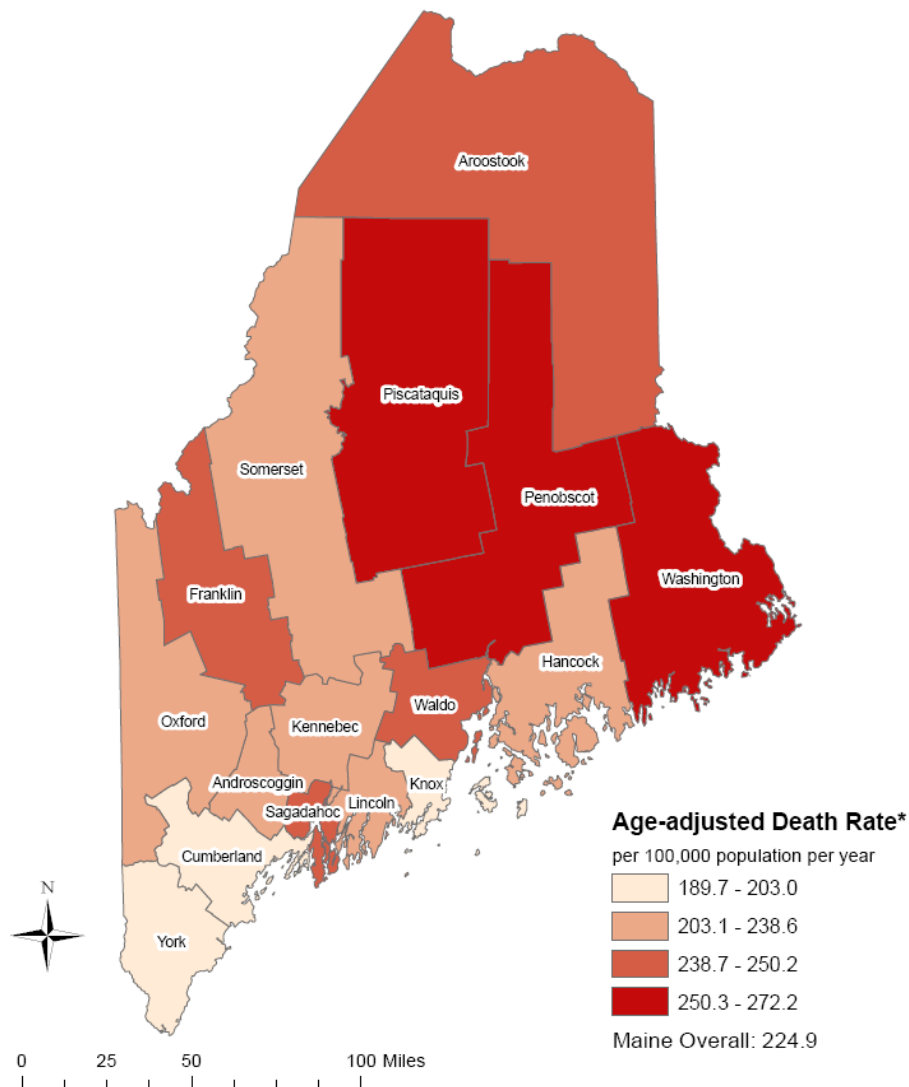 Aroostook
Piscataquis
Somerset
Penobscot
Washington
Franklin
Hancock
Waldo
Oxford
Kennebec
Androscoggin
Knox
Sagadahoc
Lincoln
Cumberland
York
N
Age-adjusted Death Rate*
per 100,000 population per year
189.7 - 203.0
203.1 - 238.6
238.7 - 250.2
250.3 - 272.2
Maine Overall: 224.9
0 25 50 100 Miles